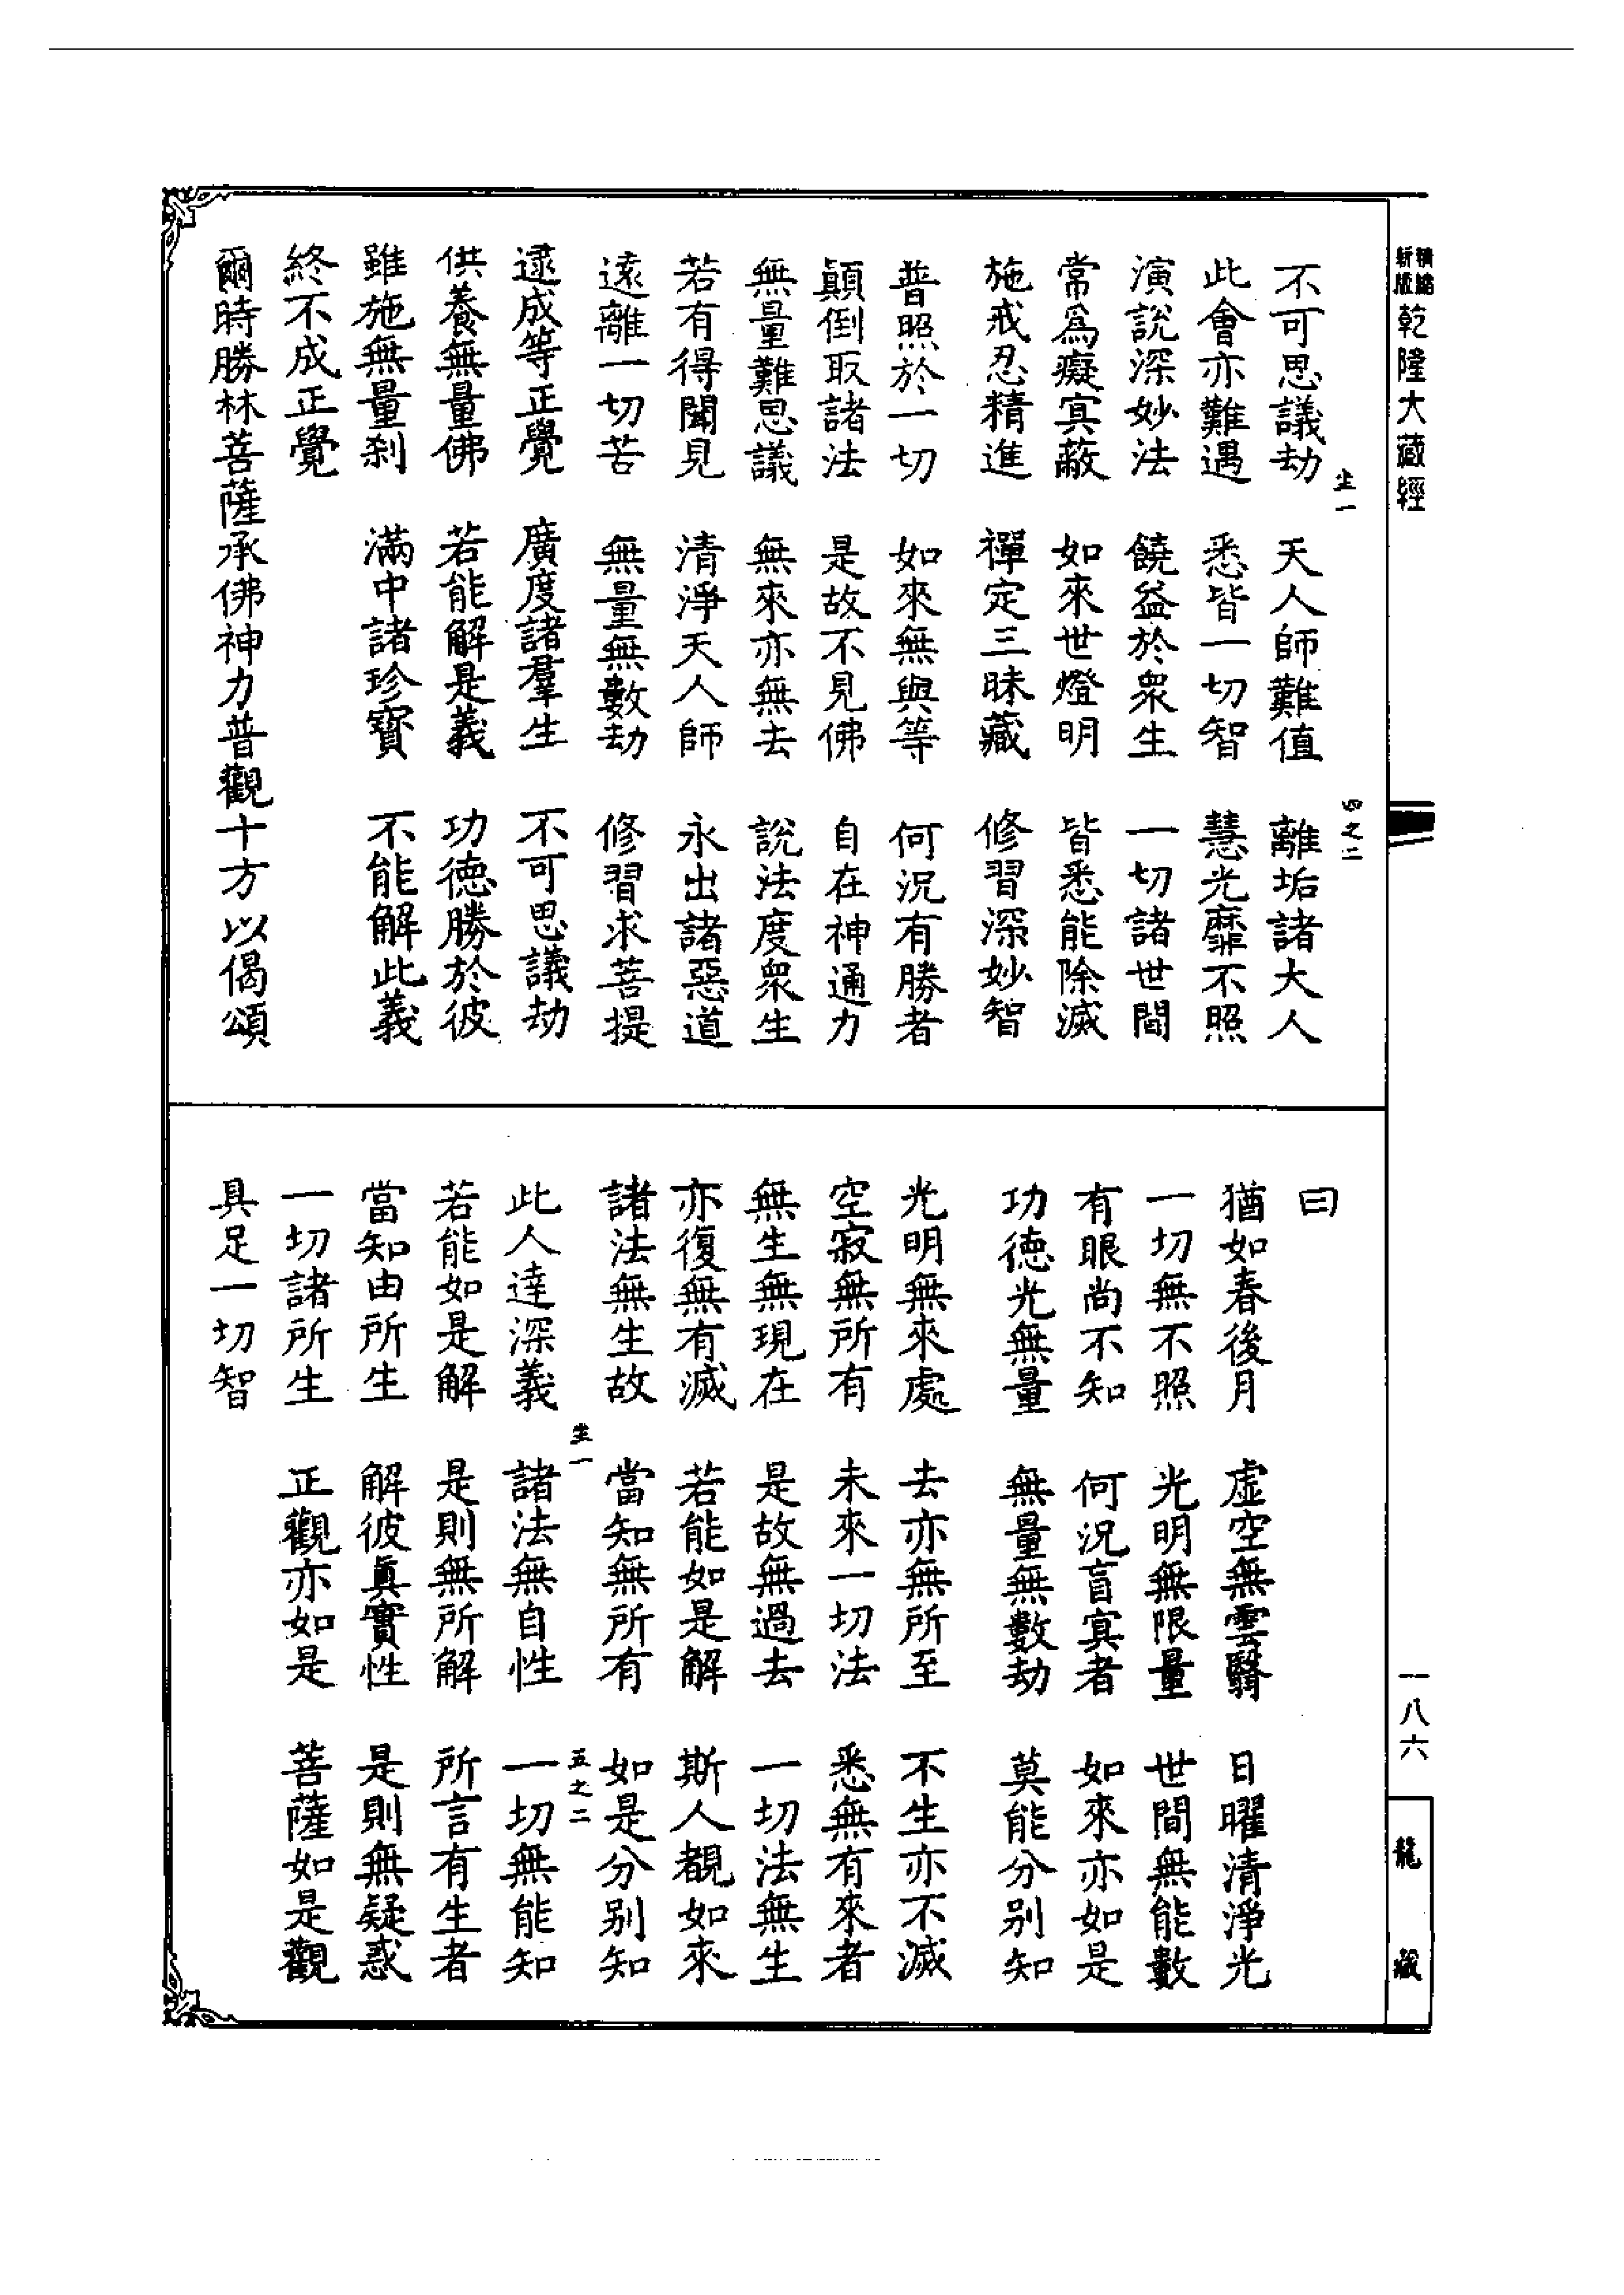 精縮
新版
乾隆大藏經
一八六
龍藏
坐一
四之二
不可思議劫 天人師難值 離垢諸大人
此會亦難遇 悉皆一切智 慧光靡不照
演說深妙法 饒益於衆生 一切諸世間
常爲癡㝠蔽 如來世燈明 皆悉能除滅
施戒忍精進 禪定三昧藏 修習深妙智
普照於一切 如來無與等 何況有勝者
顛倒取諸法 是故不見佛 自在神通力
無量難思議 無來亦無去 說法度衆生
若有得聞見 清淨天人師 永出諸惡道
遠離一切苦 無量無數劫 修習求菩提
逮成等正覺 廣度諸羣生 不可思議劫
供養無量佛 若能解是義 功德勝於彼
雖施無量刹 滿中諸珍寶 不能解此義
終不成正覺
爾時勝林菩薩承佛神力普觀十方以偈頌
曰
猶如春後月 虛空無雲翳 日曜清淨光
一切無不照 光明無限量 世間無能數
有眼尚不知 何況盲㝠者 如來亦如是
功德光無量 無量無數劫 莫能分别知
光明無來處 去亦無所至 不生亦不滅
空寂無所有 未來一切法 悉無有來者
無生無現在 是故無過去 一切法無生
亦復無有滅 若能如是解 斯人覩如來
諸法無生故 當知無所有 如是分别知
坐一
五之二
此人達深義 諸法無自性 一切無能知
若能如是解 是則無所解 所言有生者
當知由所生 解彼眞實性 是則無疑惑
一切諸所生 正觀亦如是 菩薩如是觀
具足一切智